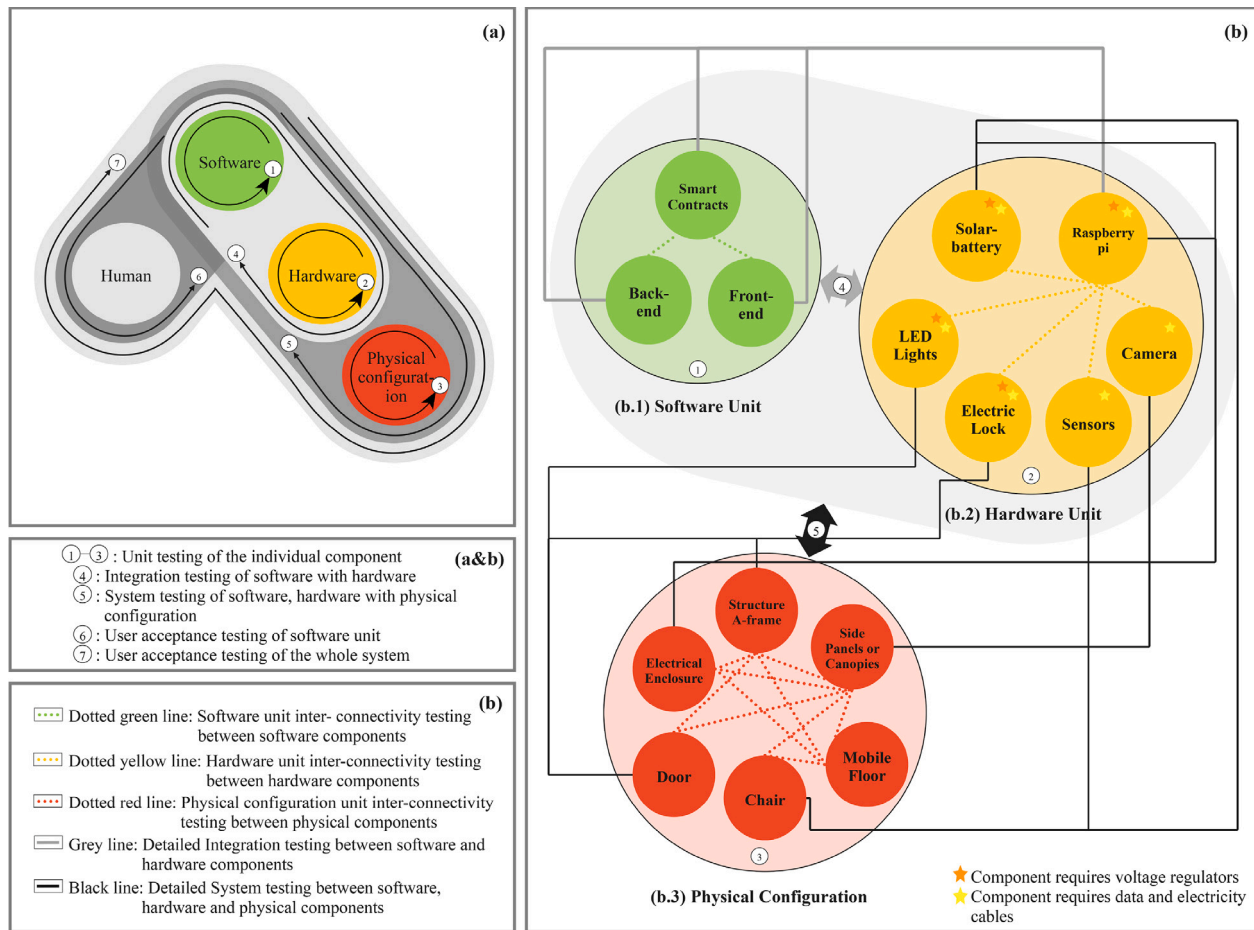 (a)
Software
1
7
4
Human
6
Hardware
2
5
Physical
configurat-
ion
3
(a&b)
1–3 : Unit testing of the individual component
4 : Integration testing of software with hardware
5 : System testing of software, hardware with physical
configuration
6 : User acceptance testing of software unit
7 : User acceptance testing of the whole system
(b)
Dotted green line: Software unit inter- connectivity testing
between software components
Dotted yellow line: Hardware unit inter-connectivity testing
between hardware components
Dotted red line: Physical configuration unit inter-connectivity
testing between physical components
Grey line: Detailed Integration testing between software and
hardware components
Black line: Detailed System testing between software,
hardware and physical components
(b)
Smart
Contracts
Back-
end
Front-
end
1
(b.1) Software Unit
4
Solar-
battery
Raspberry
pi
LED
Lights
Camera
Electric
Lock
Sensors
2
(b.2) Hardware Unit
5
Structure
A-frame
Side
Panels or
Canopies
Electrical
Enclosure
Door
Chair
Mobile
Floor
3
(b.3) Physical Configuration
Component requires voltage regulators
Component requires data and electricity
cables